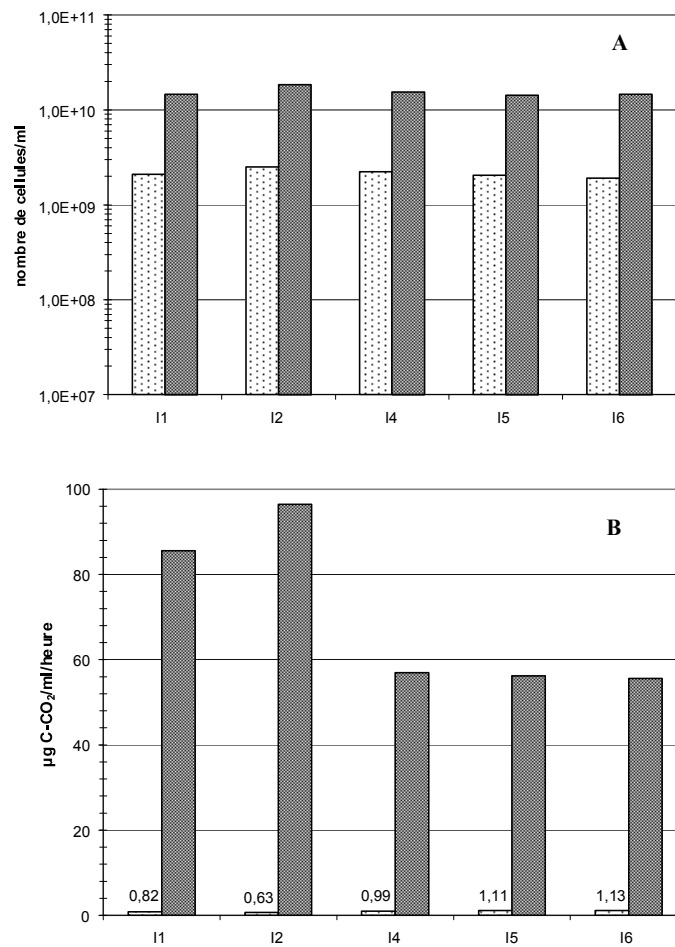 1,0E+11
A
1,0E+10
1,0E+09
1,0E+08
1,0E+07
nombre de cellules/ml
I1 I2 I4 I5 I6
100
B
80
60
40
20
0
µg C-CO₂/ml/heure
0,82 0,63 0,99 1,11 1,13
I1 I2 I4 I5 I6